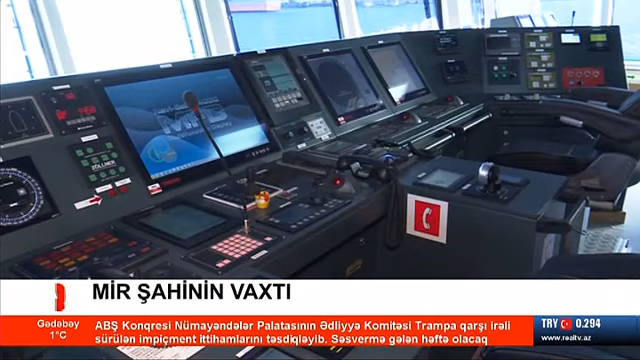 ZÖLLNER
MİR ŞAHİNİN VAXTI
Gədəbəy
1°C
ABŞ Konqresi Nümayəndələr Palatasının Ədliyyə Komitəsi Trampa qarşı irəli
sürülən impiçment ittihamlarını təsdiqləyib. Səsvermə gələn həftə olacaq
TRY 0.294
www.realtv.az